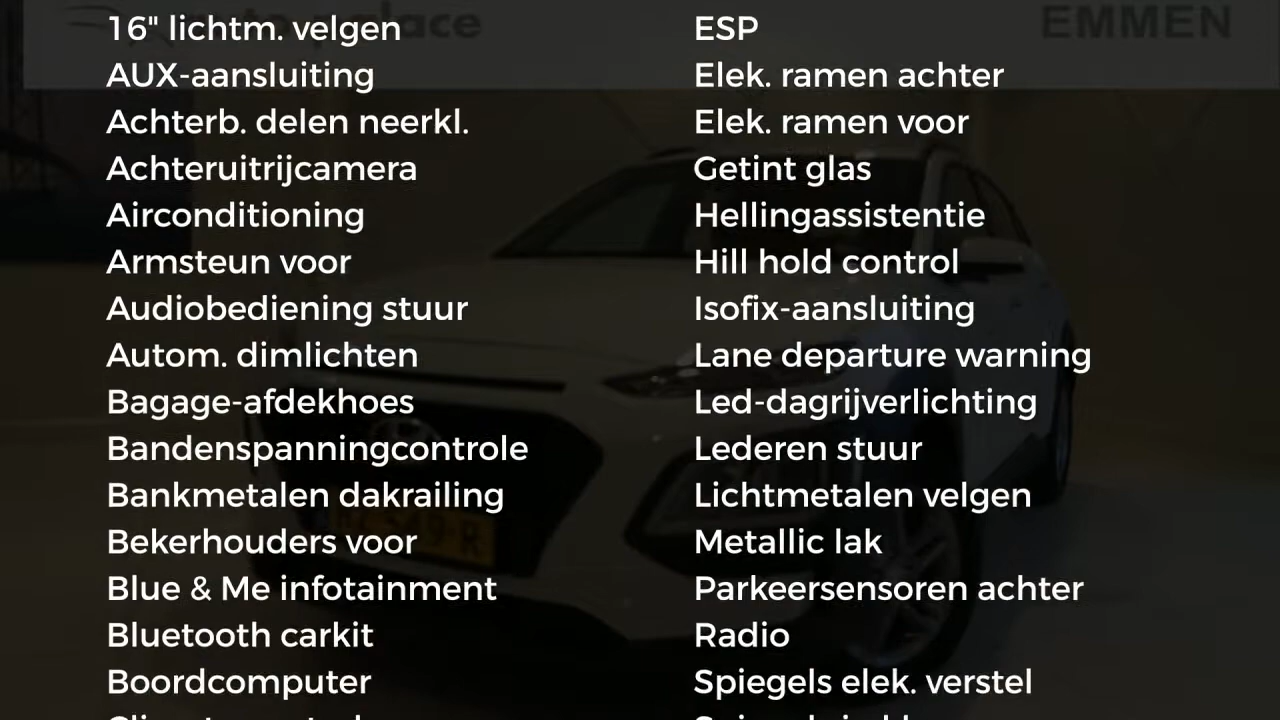 EMMEN
16" lichtm. velgen
AUX-aansluiting
Achterb. delen neerkl.
Achteruitrijcamera
Airconditioning
Armsteun voor
Audiobediening stuur
Autom. dimlichten
Bagage-afdekhoes
Bandenspanningcontrole
Bankmetalen dakrailing
Bekerhouders voor
Blue & Me infotainment
Bluetooth carkit
Boordcomputer
ESP
Elek. ramen achter
Elek. ramen voor
Getint glas
Hellingassistentie
Hill hold control
Isofix-aansluiting
Lane departure warning
Led-dagrijverlichting
Lederen stuur
Lichtmetalen velgen
Metallic lak
Parkeersensoren achter
Radio
Spiegels elek. verstel